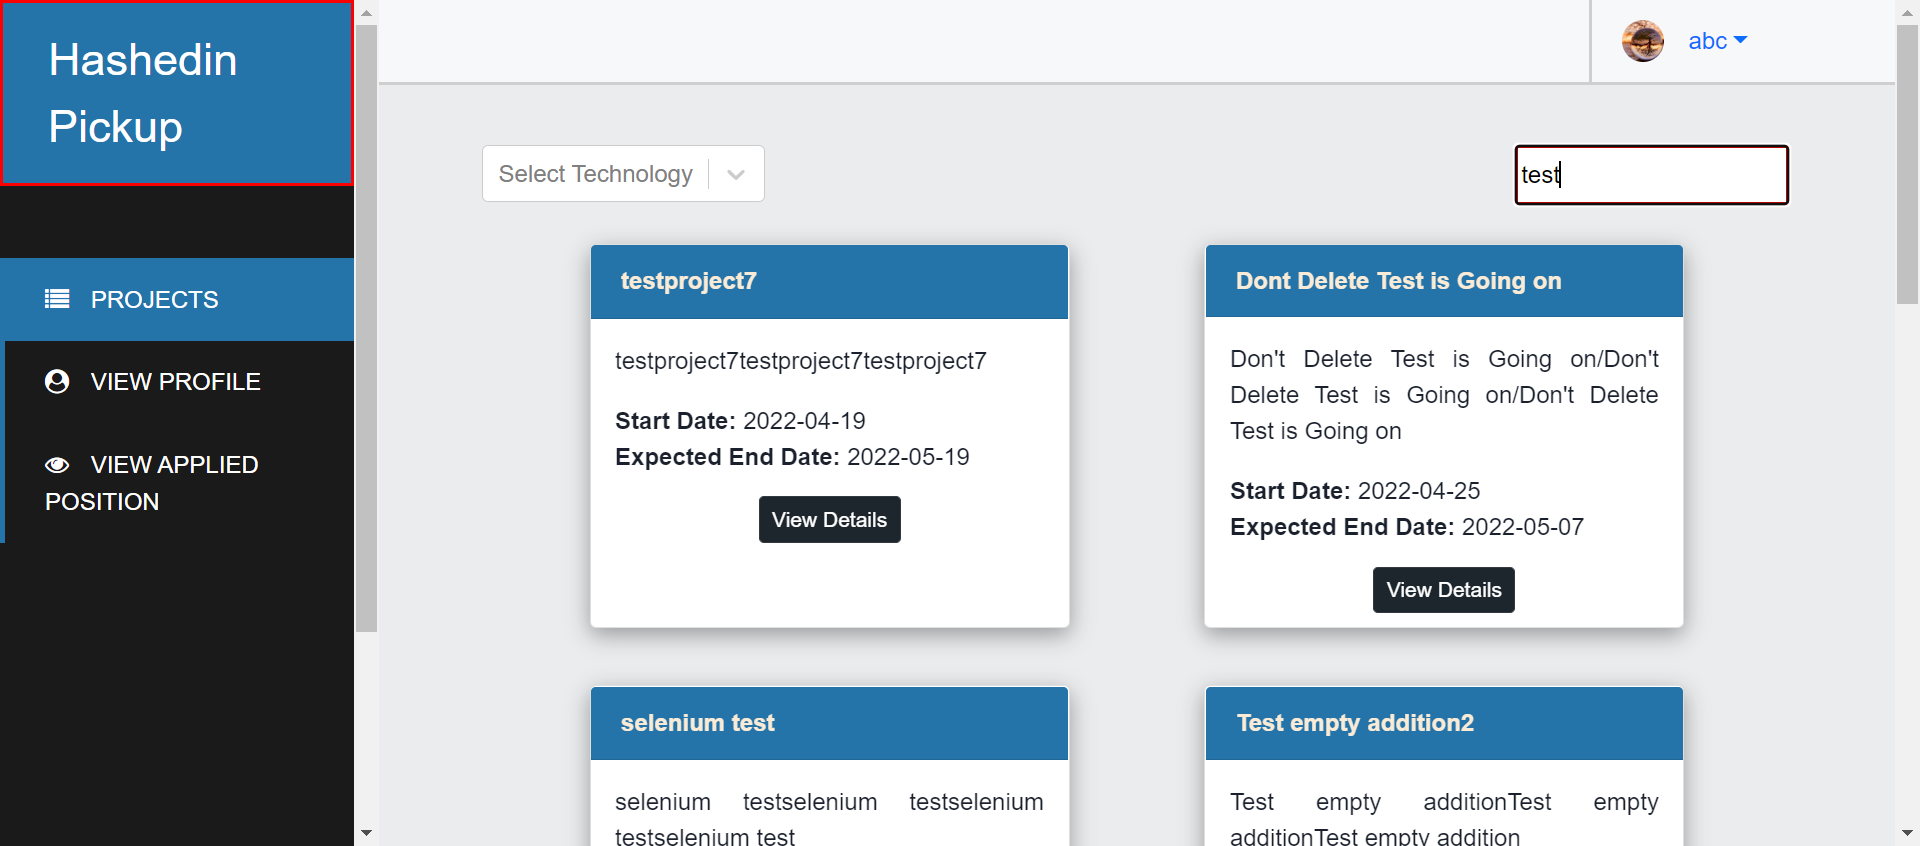 Hashedin
Pickup
abc
PROJECTS
VIEW PROFILE
VIEW APPLIED
POSITION
Select Technology
test
testproject7
testproject7testproject7testproject7
Start Date: 2022-04-19
Expected End Date: 2022-05-19
View Details
Dont Delete Test is Going on
Don't Delete Test is Going on/Don't
Delete Test is Going on/Don't Delete
Test is Going on
Start Date: 2022-04-25
Expected End Date: 2022-05-07
View Details
selenium test
selenium testselenium testselenium
testselenium test
Test empty addition2
Test empty additionTest empty
additionTest empty addition